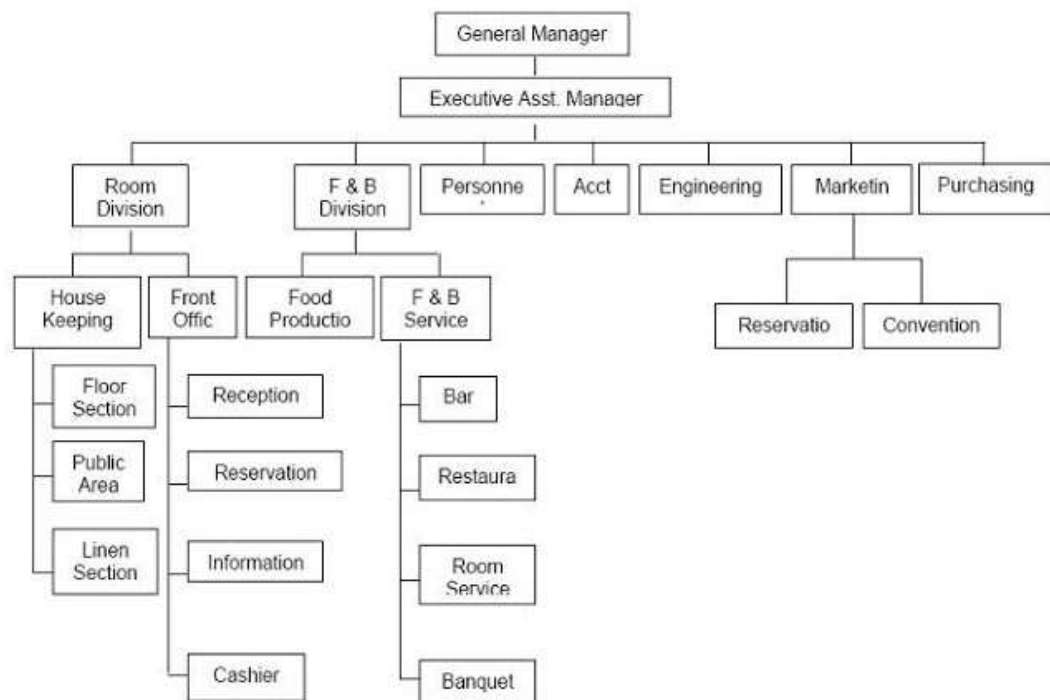 General Manager
Executive Asst. Manager
Room
Division
F & B
Division
Personne
Acct
Engineering
Marketin
Purchasing
House
Keeping
Front
Offic
Food
Productio
F & B
Service
Reservatio
Convention
Floor
Section
Reception
Bar
Public
Area
Reservation
Restaura
Linen
Section
Information
Room
Service
Cashier
Banquet